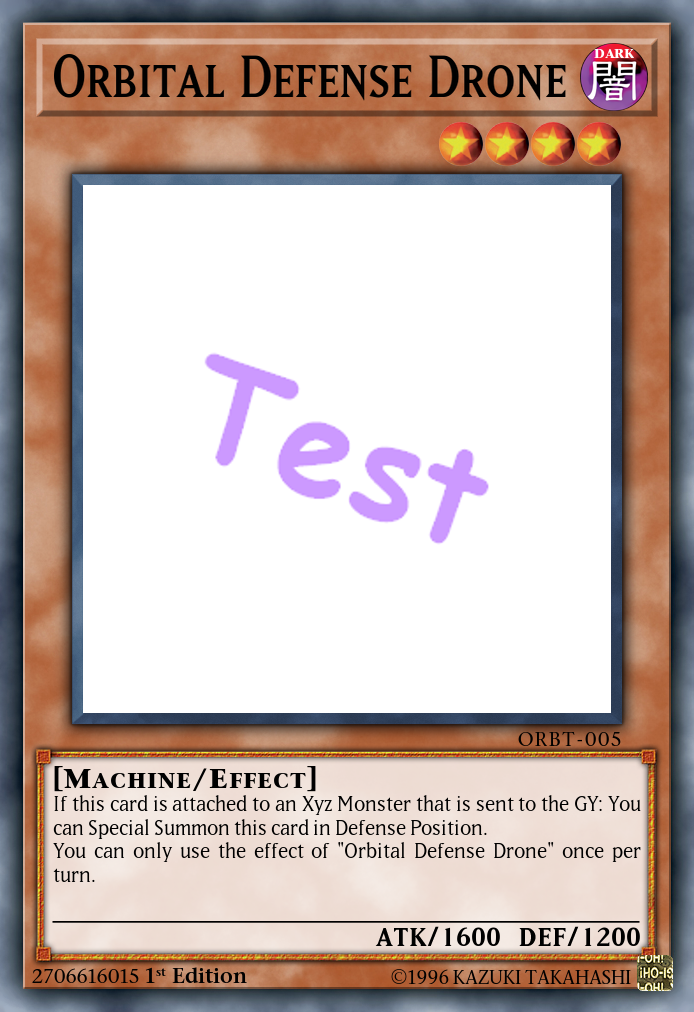 Orbital Defense Drone
DARK
闇
Test
ORBT-005
[Machine/Effect]
If this card is attached to an Xyz Monster that is sent to the GY: You
can Special Summon this card in Defense Position.
You can only use the effect of "Orbital Defense Drone" once per
turn.
ATK/1600 DEF/1200
2706616015 1st Edition
©1996 KAZUKI TAKAHASHI